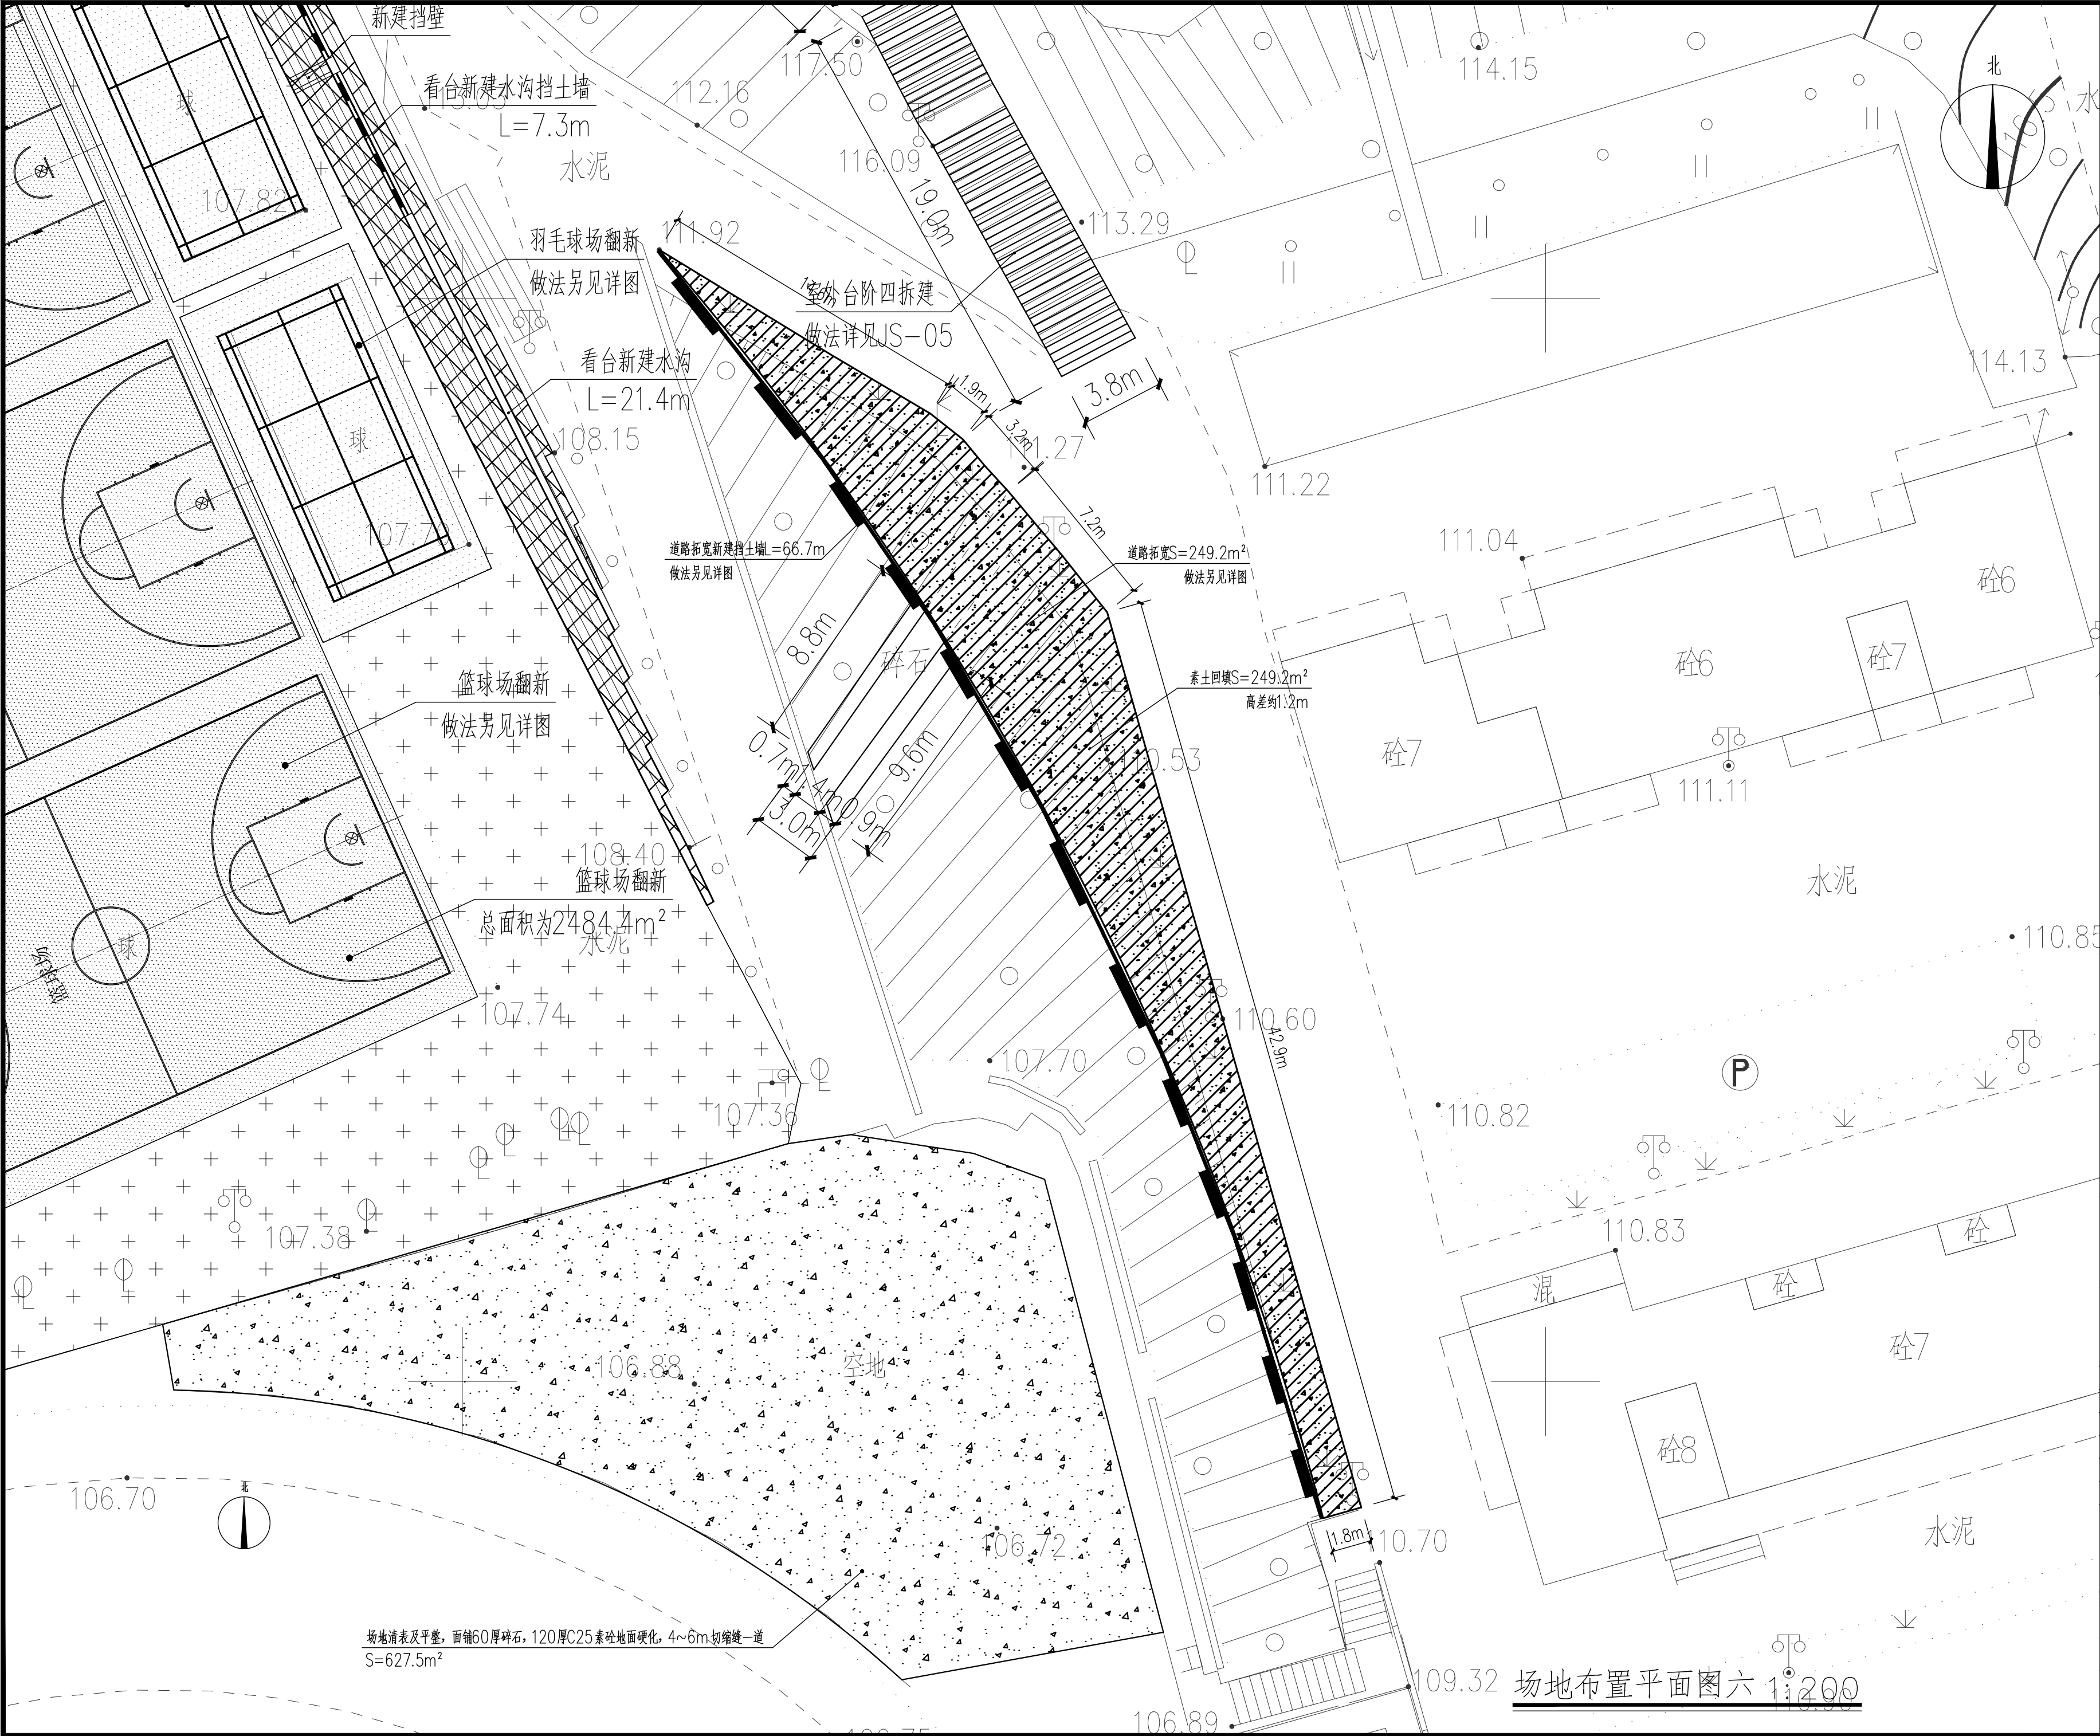 新建挡壁
看台新建水沟挡土墙
L=7.3m
水泥
球
107.82
117.50
112.16
116.09
19.0m
114.15
113.29
北
水
114.13
111.92
羽毛球场翻新
做法另见详图
室外台阶四拆建
做法详见JS-05
看台新建水沟
L=21.4m
108.15
球
107.79
1.9m
3.2m
3.8m
111.27
111.22
7.2m
111.04
道路拓宽新建挡土墙L=66.7m
做法另见详图
道路拓宽S=249.2m²
做法另见详图
砼6
砼6
砼7
砼7
8.8m
碎石
素土回填S=249.2m²
高差约1.2m
篮球场翻新
做法另见详图
0.7m
1.4m
0.9m
3.0m
9.6m
110.53
111.11
108.40
篮球场翻新
总面积为2484.4m²
水泥
球
水泥
110.85
107.74
110.60
42.9m
107.70
P
107.36
110.82
107.38
110.83
砼
砼
混
砼7
106.88
空地
砼8
106.70
北
106.72
1.8m
110.70
水泥
场地清表及平整，面铺60厚碎石，120厚C25素砼地面硬化，4~6m切缩缝一道
S=627.5m²
109.32
场地布置平面图六 1:200
110.90
106.89